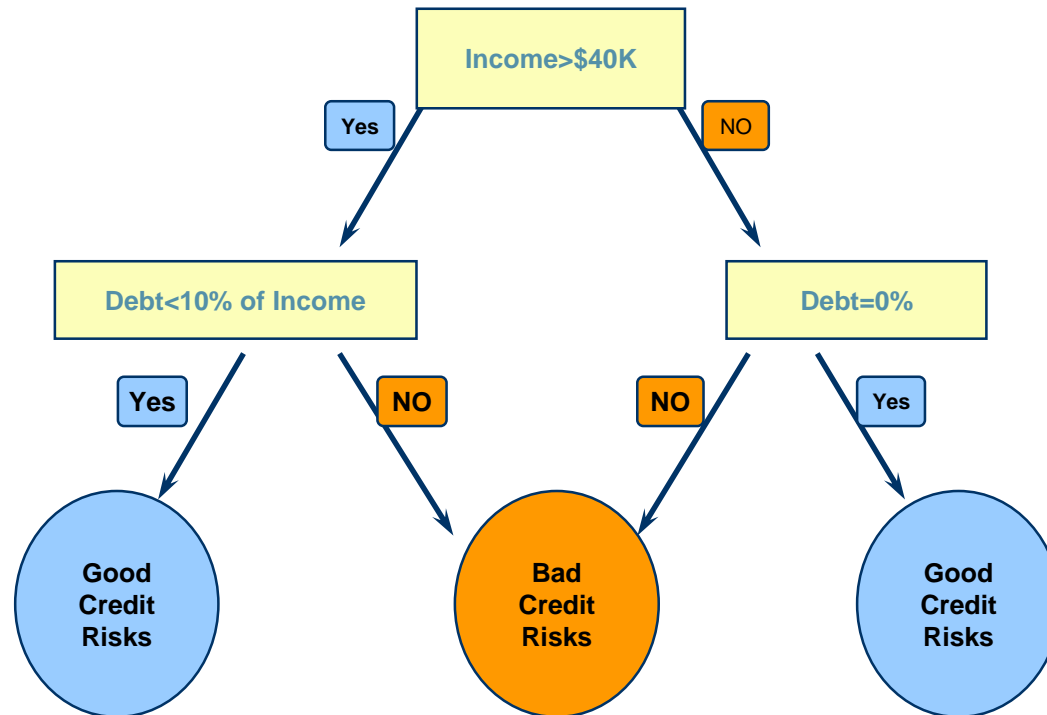 Income>$40K
Yes
NO
Debt<10% of Income
Debt=0%
Yes
NO
NO
Yes
Good
Credit
Risks
Bad
Credit
Risks
Good
Credit
Risks